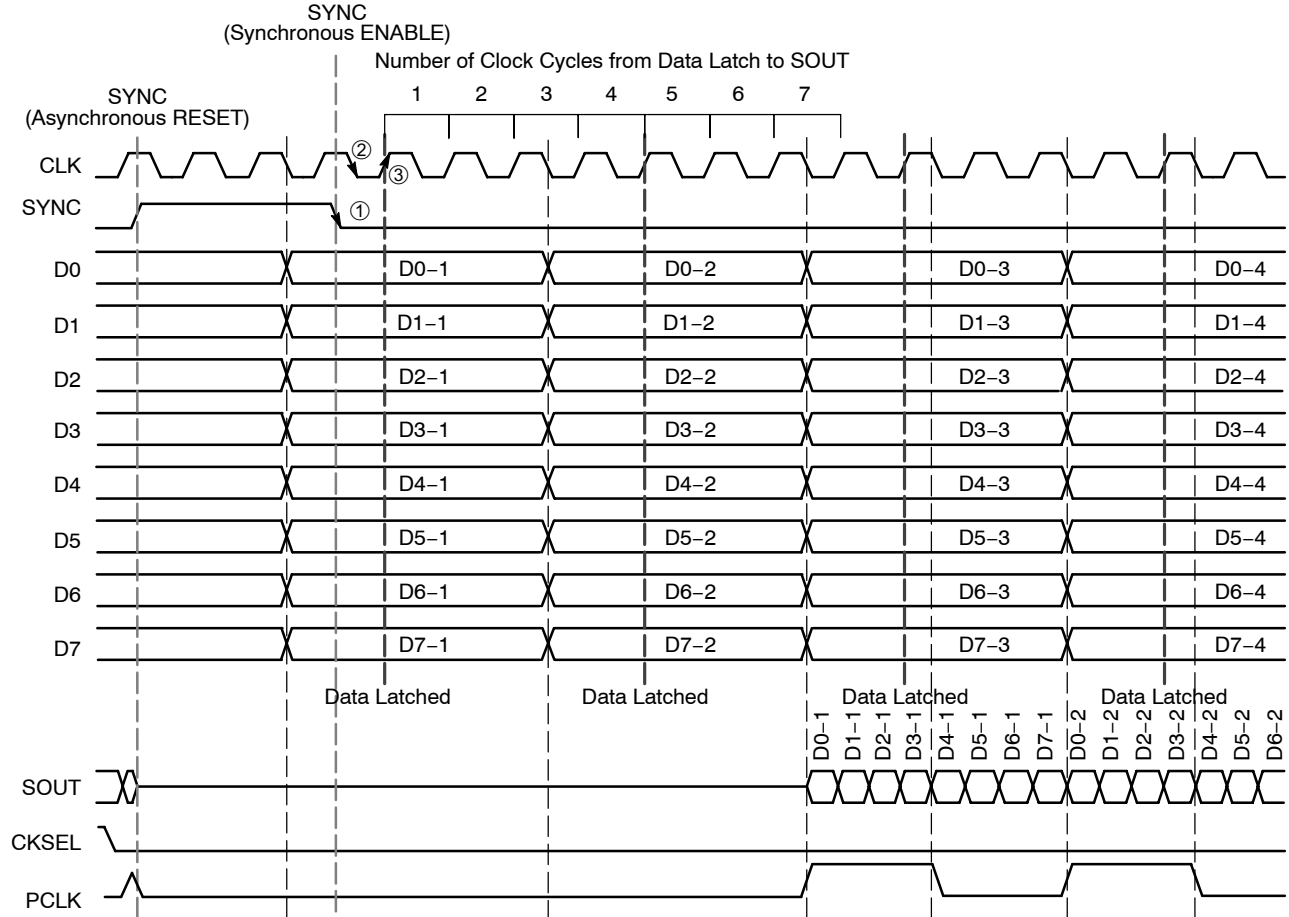 SYNC
(Synchronous ENABLE)
Number of Clock Cycles from Data Latch to SOUT
SYNC
(Asynchronous RESET)
1 2 3 4 5 6 7
CLK ② ③
SYNC ①
D0 D0−1 D0−2 D0−3 D0−4
D1 D1−1 D1−2 D1−3 D1−4
D2 D2−1 D2−2 D2−3 D2−4
D3 D3−1 D3−2 D3−3 D3−4
D4 D4−1 D4−2 D4−3 D4−4
D5 D5−1 D5−2 D5−3 D5−4
D6 D6−1 D6−2 D6−3 D6−4
D7 D7−1 D7−2 D7−3 D7−4
Data Latched Data Latched Data Latched Data Latched
D0−1 D1−1 D2−1 D3−1 D4−1 D5−1 D6−1 D7−1 D0−2 D1−2 D2−2 D3−2 D4−2 D5−2 D6−2
SOUT
CKSEL
PCLK